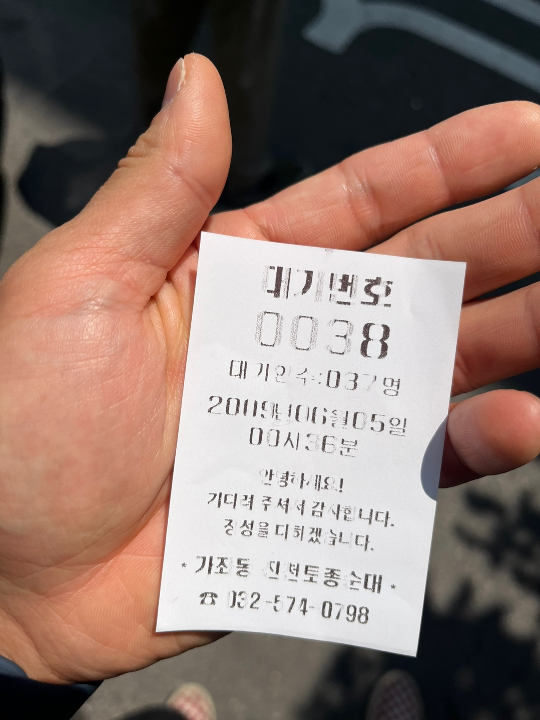 대기번호
0038
대기인수:037명
2009년06월05일
00시36분
안녕하세요!
기다려 주셔서 감사합니다.
정성을 다하겠습니다.
* 가조동 진천토종순대 *
☎ 032-574-0798